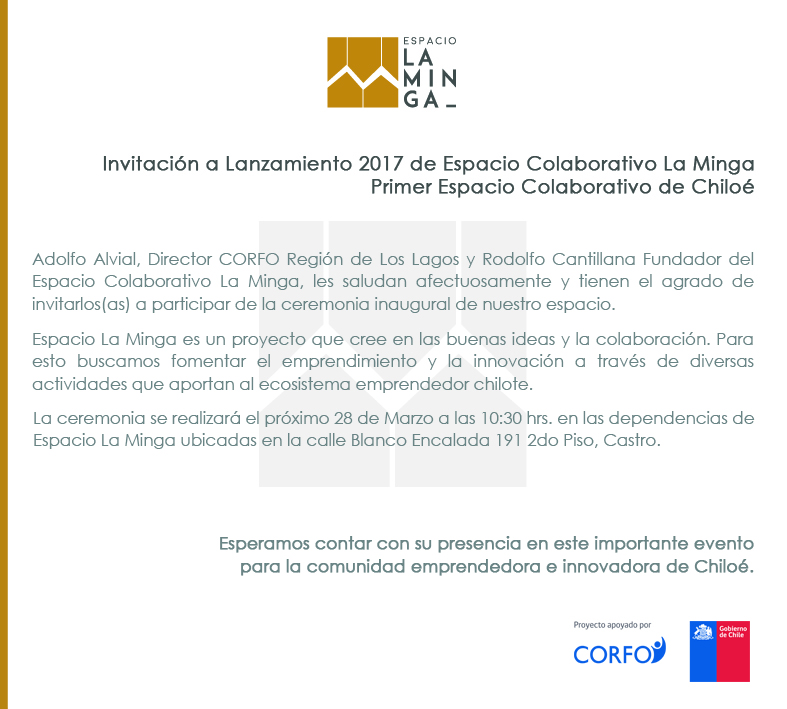 ESPACIO
LA
MIN
GA_
Invitación a Lanzamiento 2017 de Espacio Colaborativo La Minga
Primer Espacio Colaborativo de Chiloé
Adolfo Alvial, Director CORFO Región de Los Lagos y Rodolfo Cantillana Fundador del
Espacio Colaborativo La Minga, les saludan afectuosamente y tienen el agrado de
invitarlos(as) a participar de la ceremonia inaugural de nuestro espacio.
Espacio La Minga es un proyecto que cree en las buenas ideas y la colaboración. Para
esto buscamos fomentar el emprendimiento y la innovación a través de diversas
actividades que aportan al ecosistema emprendedor chilote.
La ceremonia se realizará el próximo 28 de Marzo a las 10:30 hrs. en las dependencias de
Espacio La Minga ubicadas en la calle Blanco Encalada 191 2do Piso, Castro.
Esperamos contar con su presencia en este importante evento
para la comunidad emprendedora e innovadora de Chiloé.
Proyecto apoyado por
CORFO
Gobierno
de Chile